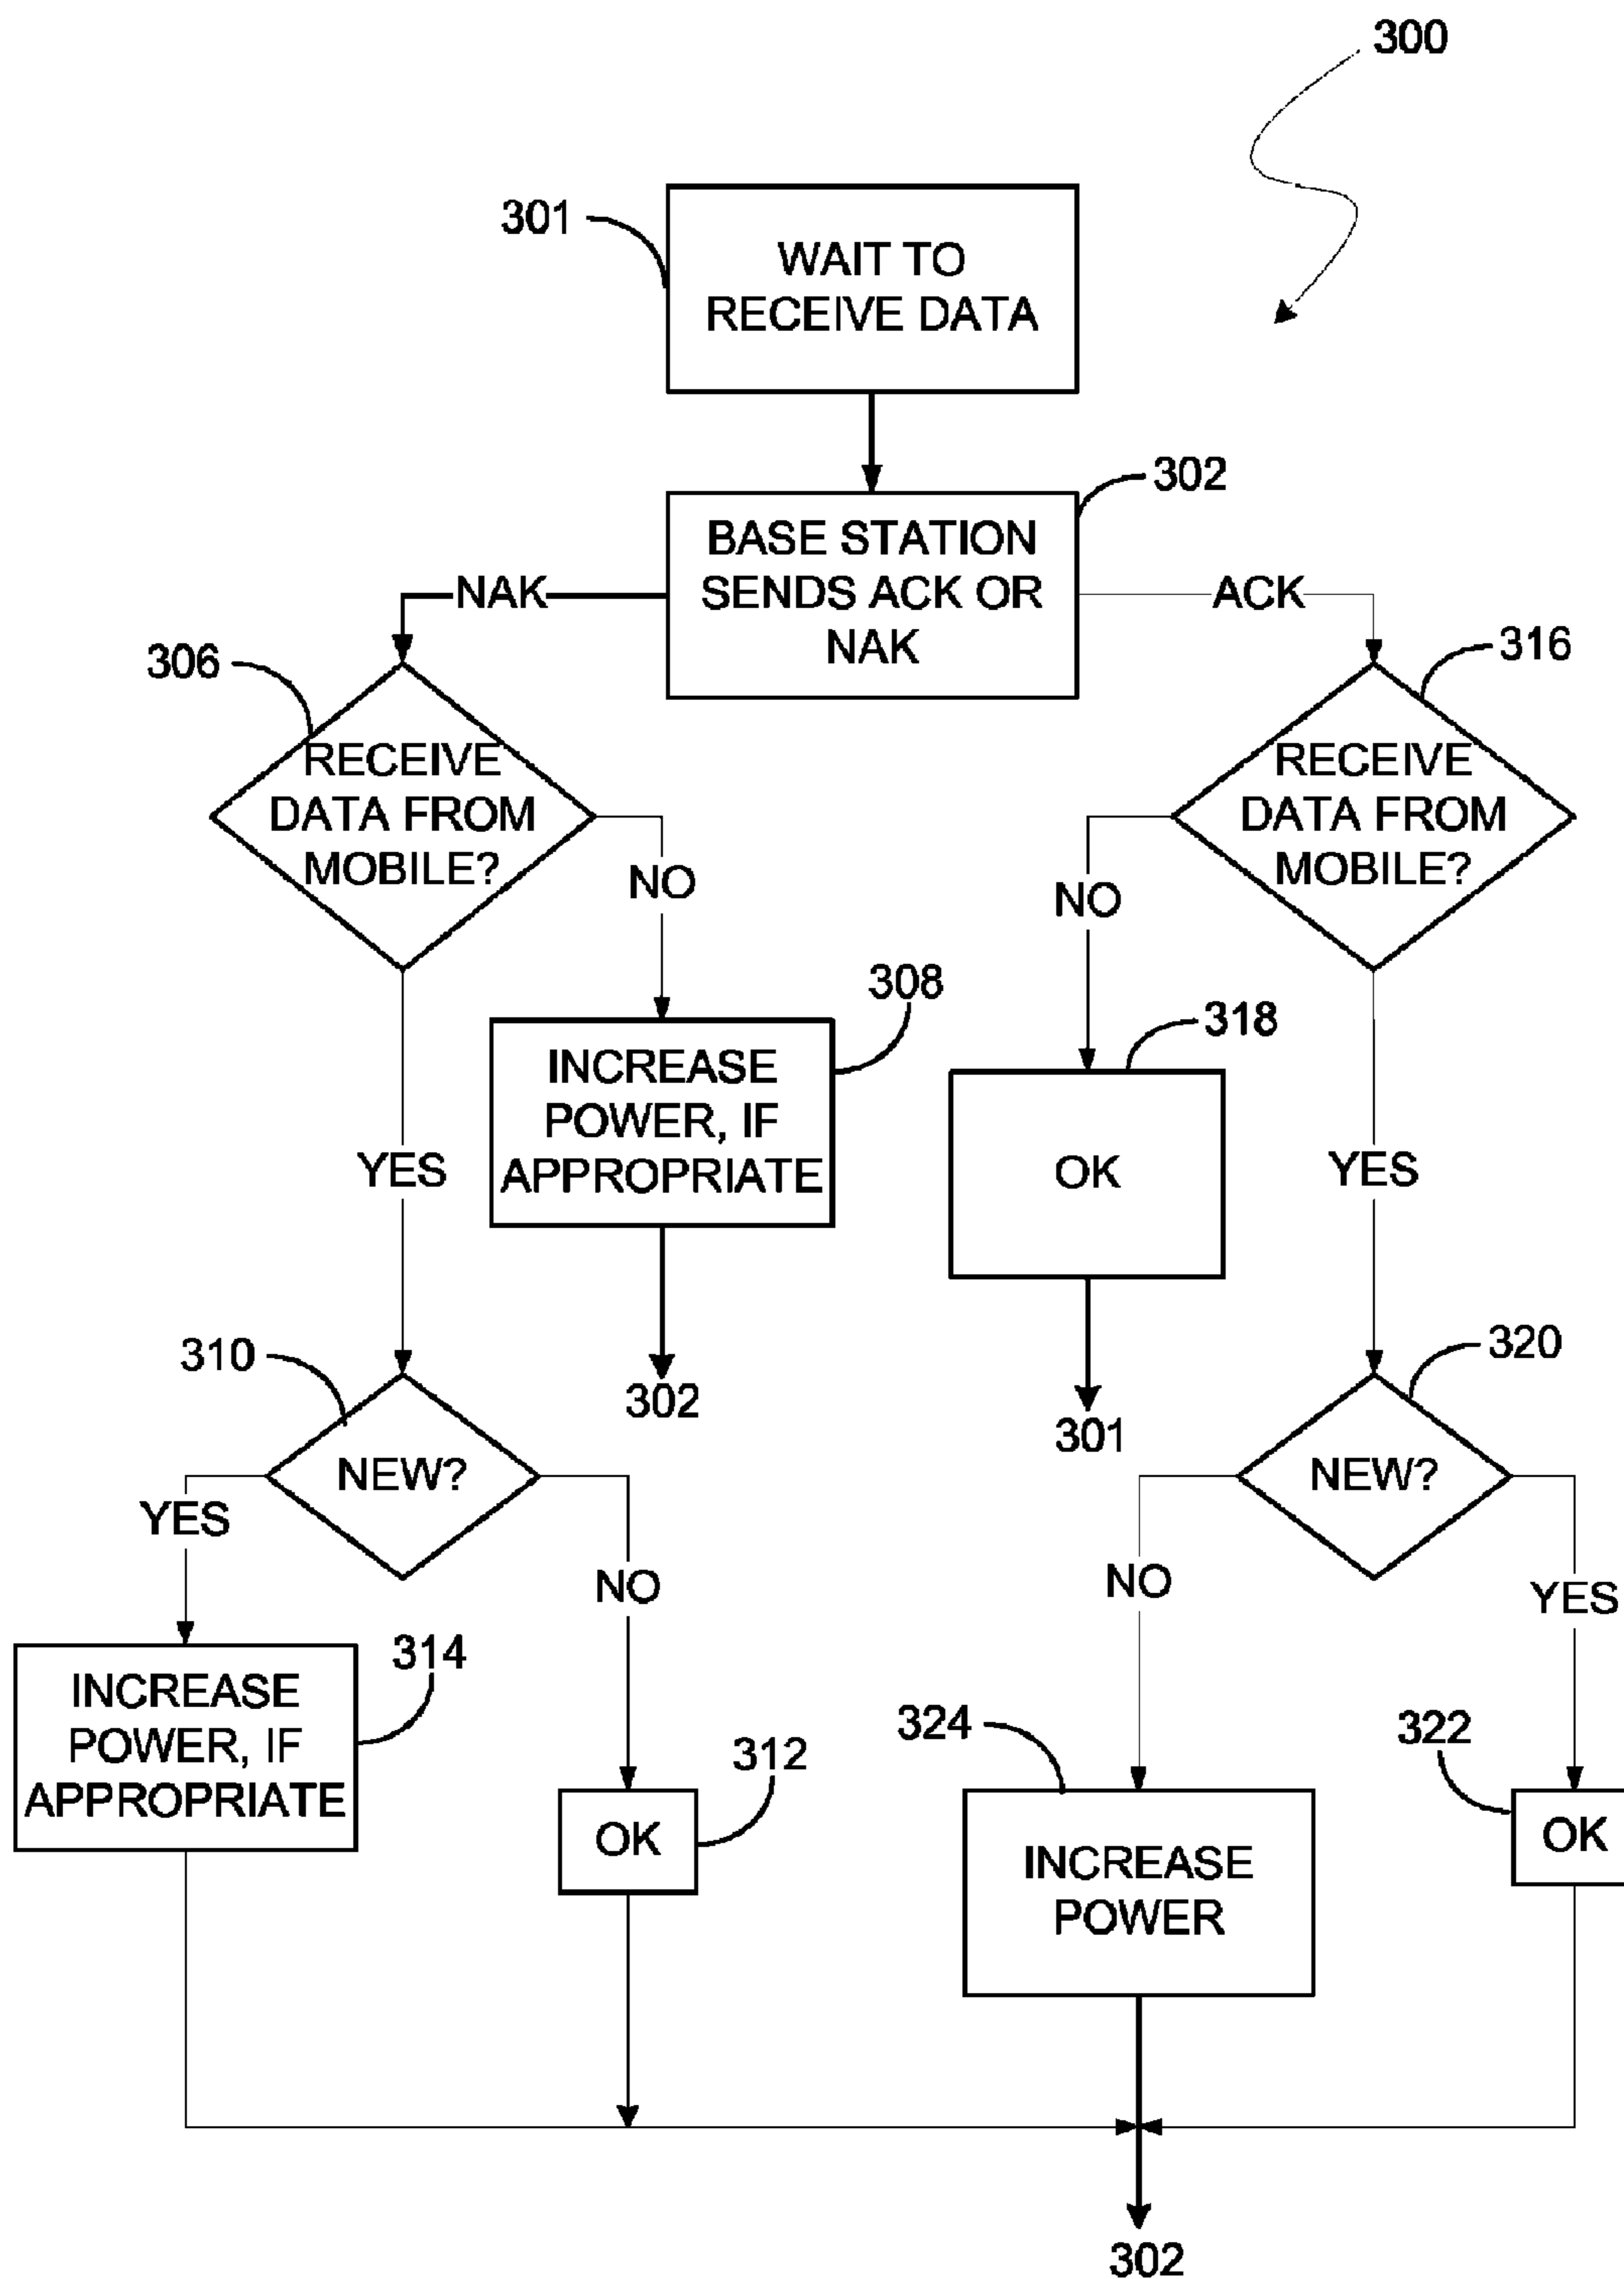 300
301
WAIT TO
RECEIVE DATA
302
BASE STATION
SENDS ACK OR
NAK
NAK
ACK
306
RECEIVE
DATA FROM
MOBILE?
316
RECEIVE
DATA FROM
MOBILE?
NO
NO
308
INCREASE
POWER, IF
APPROPRIATE
318
OK
YES
YES
302
301
310
NEW?
320
NEW?
YES
NO
NO
YES
314
INCREASE
POWER, IF
APPROPRIATE
312
OK
324
INCREASE
POWER
322
OK
302